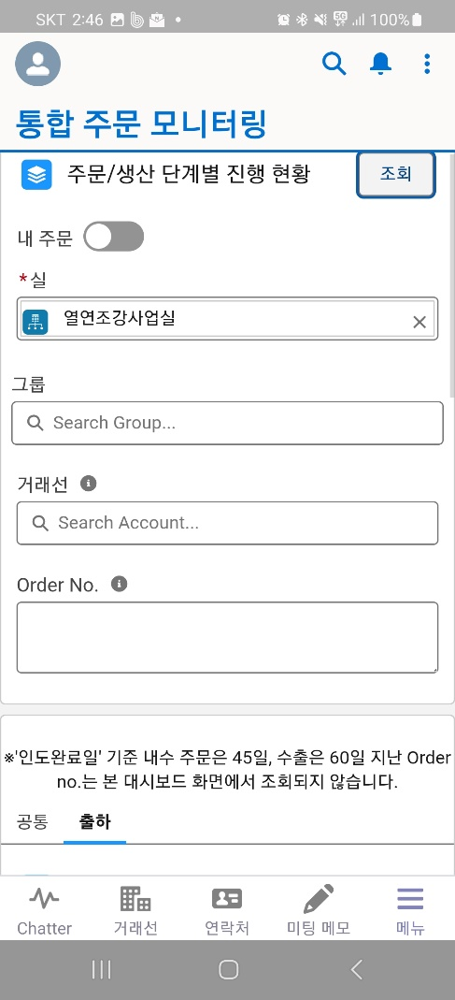 SKT 2:46
5G 100%
통합 주문 모니터링
주문/생산 단계별 진행 현황
조회
내 주문
*실
열연조강사업실
그룹
Search Group...
거래선
Search Account...
Order No.
※'인도완료일' 기준 내수 주문은 45일, 수출은 60일 지난 Order
no.는 본 대시보드 화면에서 조회되지 않습니다.
공통 출하
Chatter 거래선 연락처 미팅 메모 메뉴